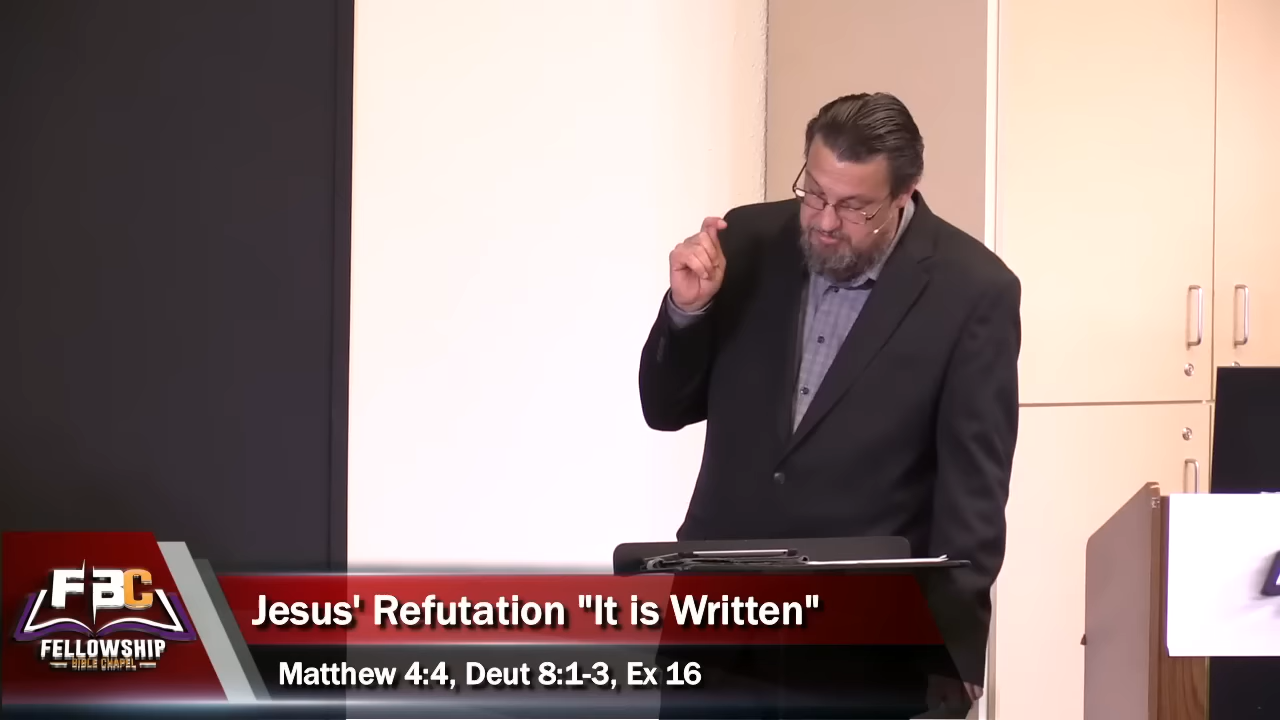 FBC
FELLOWSHIP
BIBLE CHAPEL
Jesus' Refutation "It is Written"
Matthew 4:4, Deut 8:1-3, Ex 16